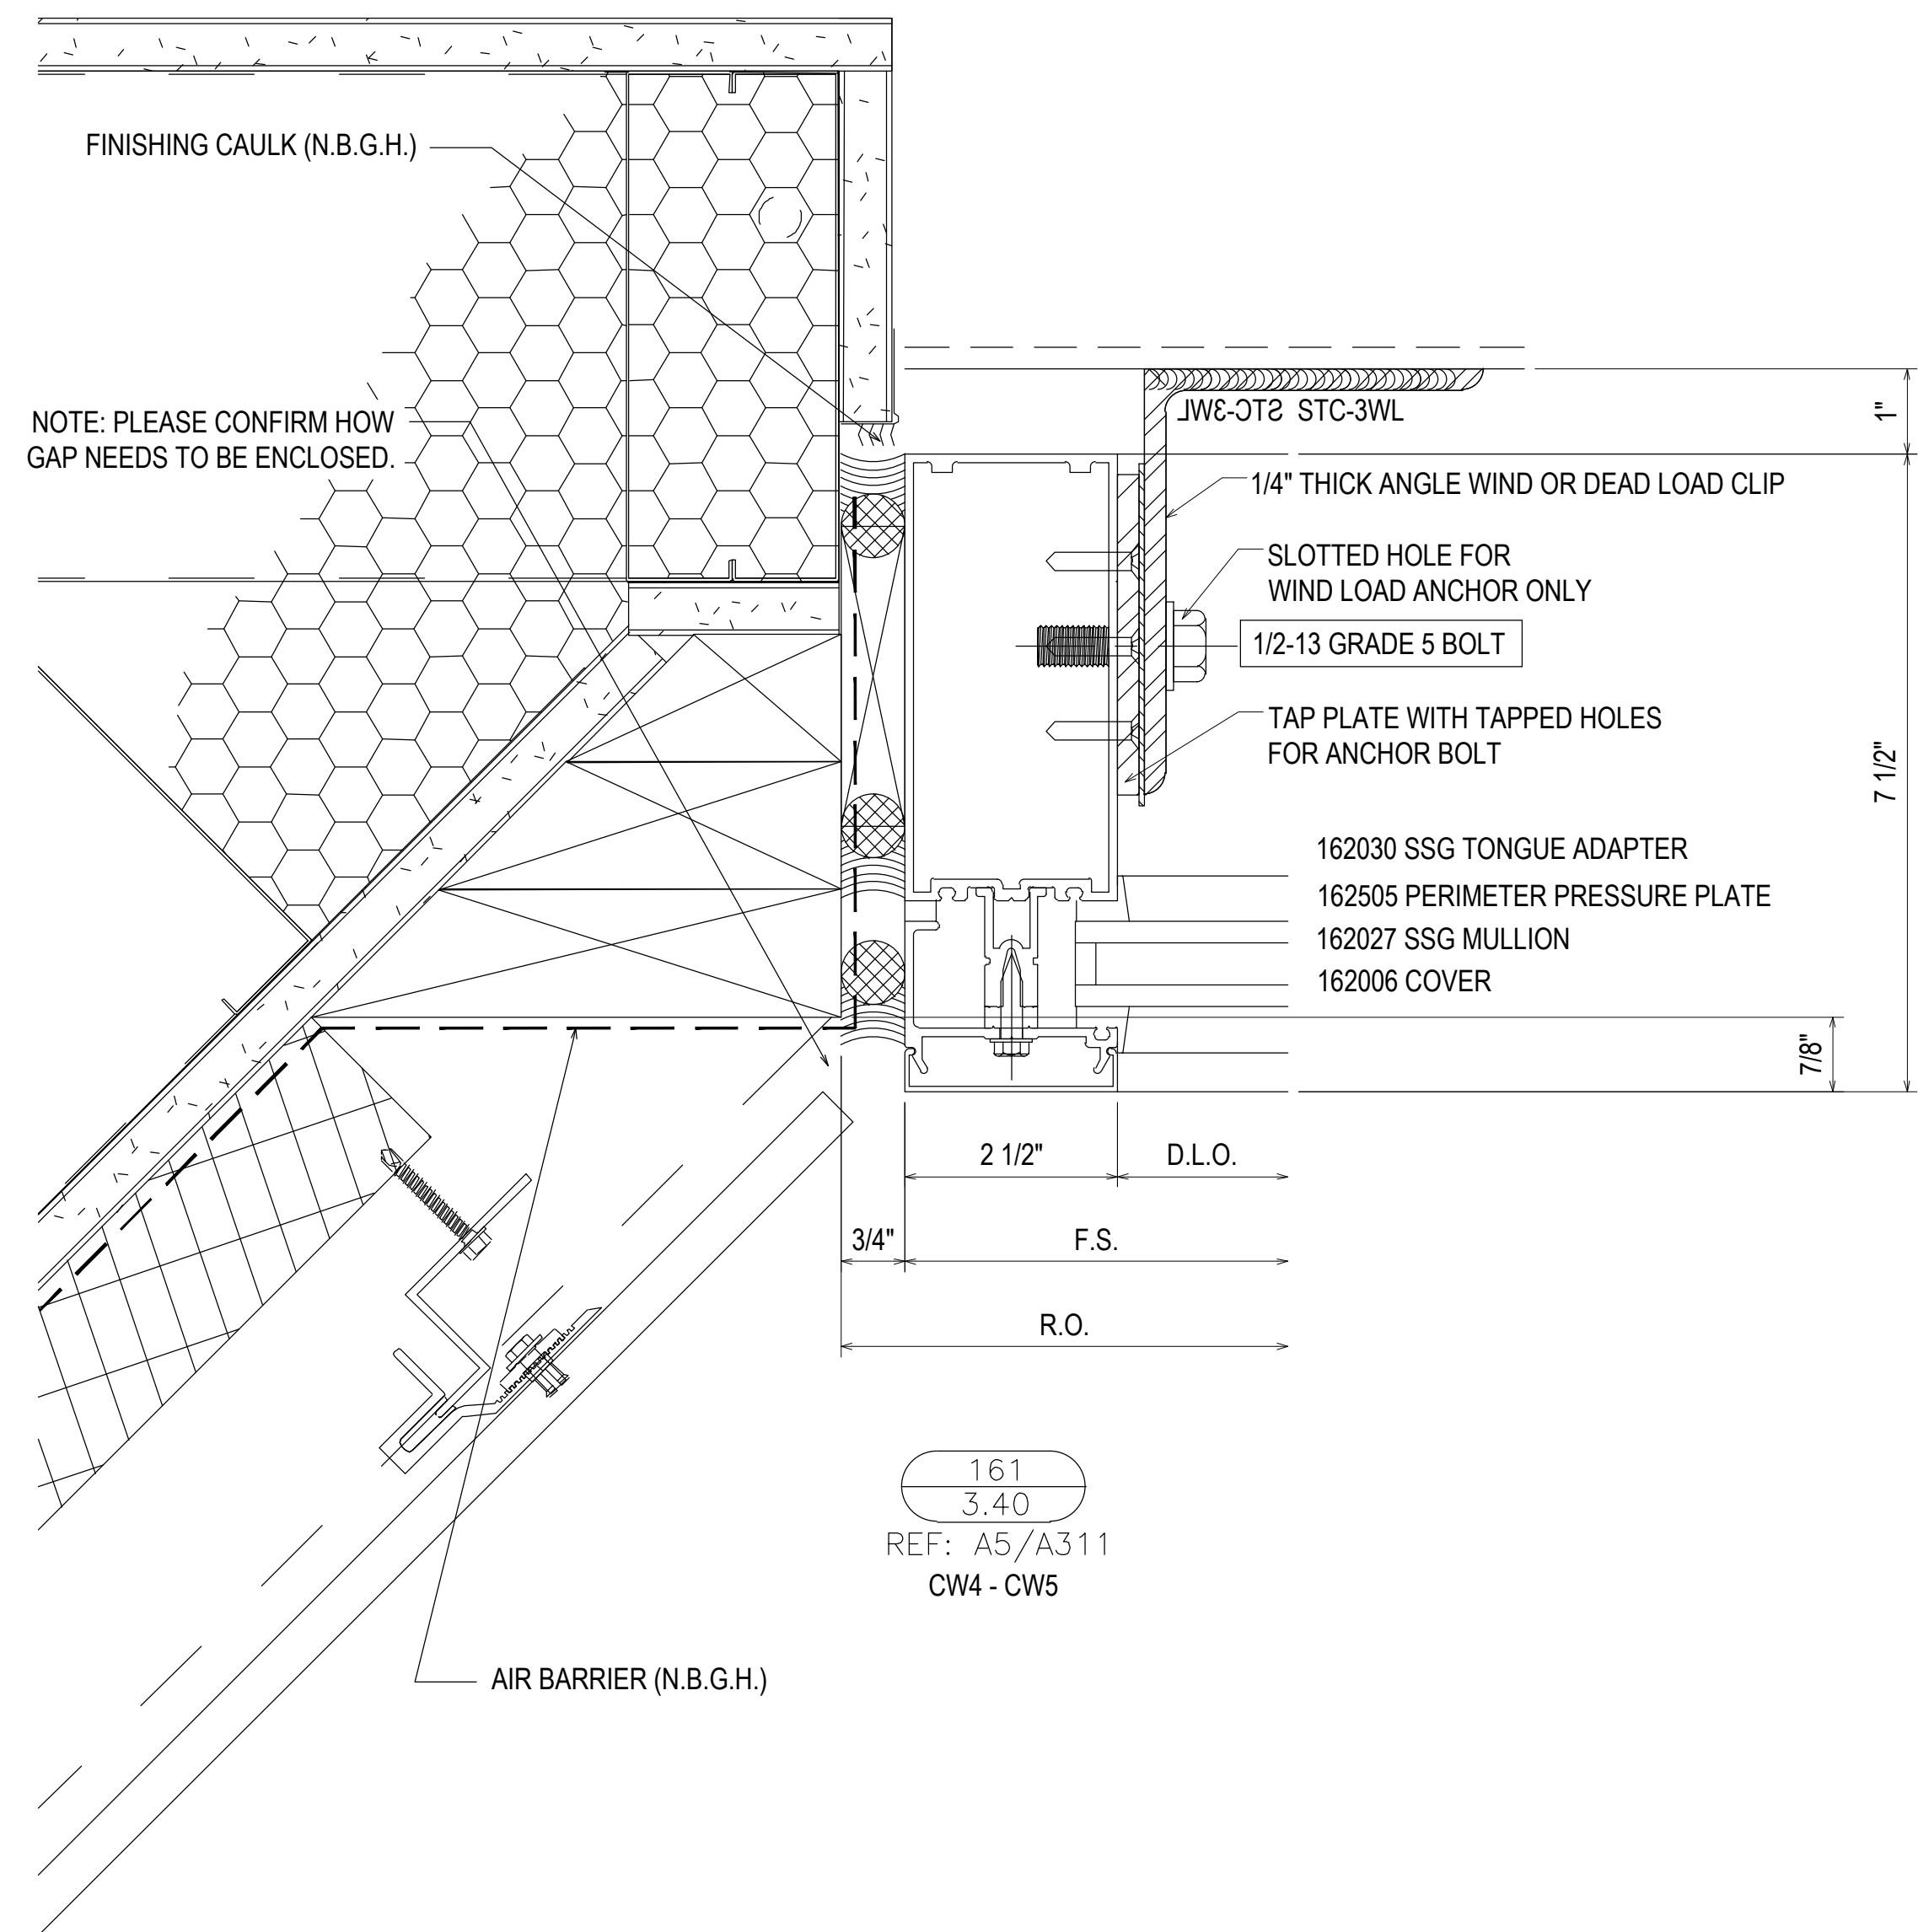 FINISHING CAULK (N.B.G.H.)
NOTE: PLEASE CONFIRM HOW
GAP NEEDS TO BE ENCLOSED.
STC-3WL STC-3WL
1"
1/4" THICK ANGLE WIND OR DEAD LOAD CLIP
SLOTTED HOLE FOR
WIND LOAD ANCHOR ONLY
1/2-13 GRADE 5 BOLT
TAP PLATE WITH TAPPED HOLES
FOR ANCHOR BOLT
7 1/2"
162030 SSG TONGUE ADAPTER
162505 PERIMETER PRESSURE PLATE
162027 SSG MULLION
162006 COVER
7/8"
2 1/2" D.L.O.
3/4" F.S.
R.O.
161
3.40
REF: A5/A311
CW4 - CW5
AIR BARRIER (N.B.G.H.)